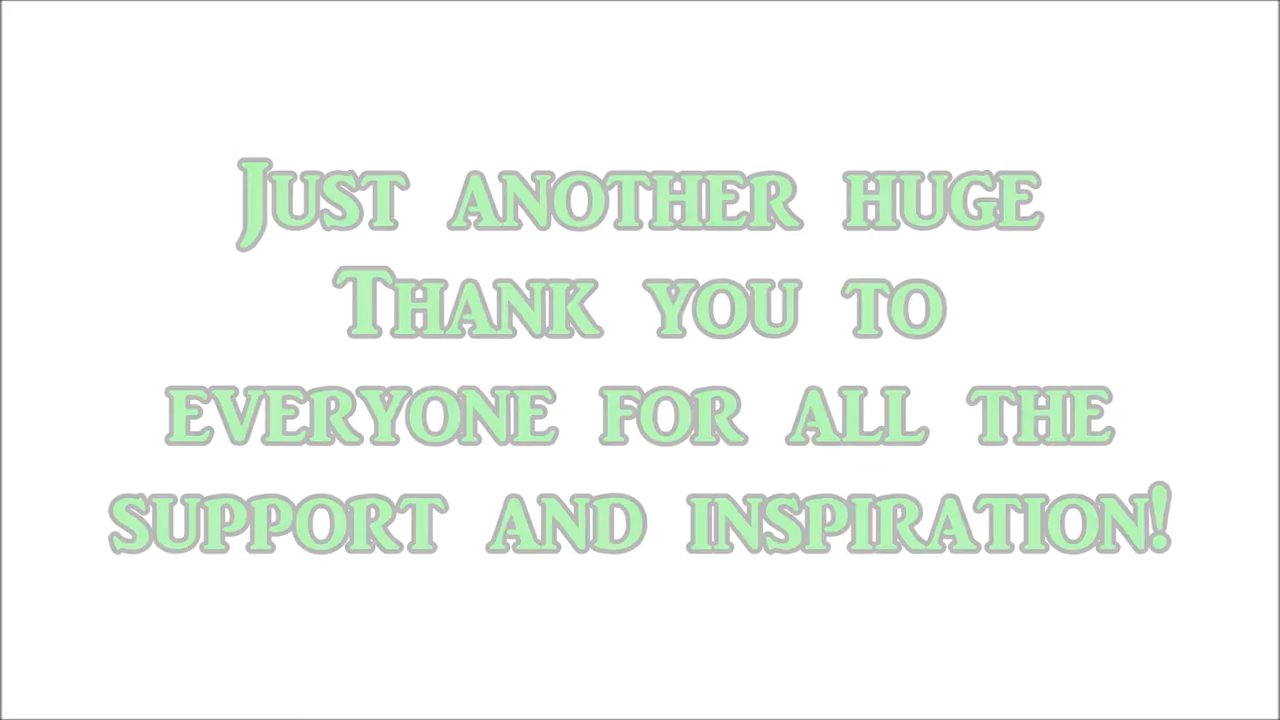 Just another huge
Thank you to
everyone for all the
support and inspiration!